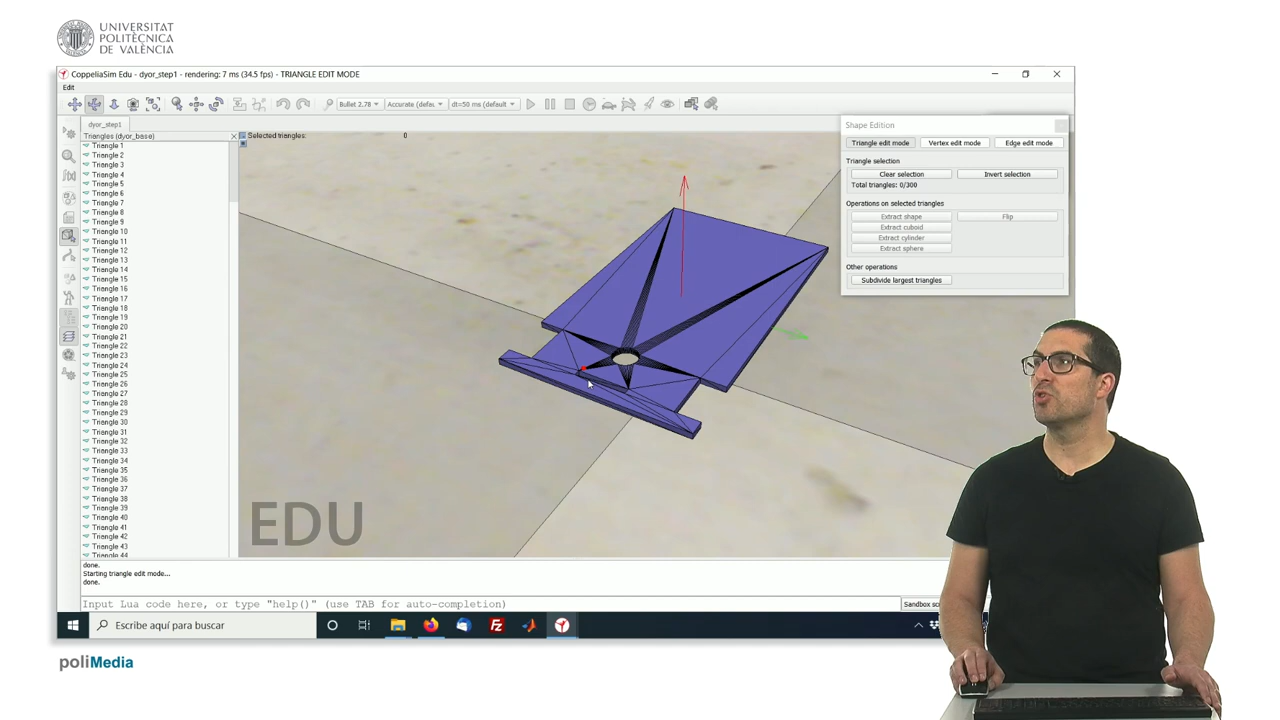 UNIVERSITAT
POLITÈCNICA
DE VALÈNCIA
CoppeliaSim Edu - dyor_step1 - rendering: 7 ms (34.5 fps) - TRIANGLE EDIT MODE
Edit
Bullet 2.78
Accurate (defau
dt=50 ms (default
dyor_step1
Triangles (dyor_base)
Selected triangles: 0
Triangle 1
Triangle 2
Triangle 3
Triangle 4
Triangle 5
Triangle 6
Triangle 7
Triangle 8
Triangle 9
Triangle 10
Triangle 11
Triangle 12
Triangle 13
Triangle 14
Triangle 15
Triangle 16
Triangle 17
Triangle 18
Triangle 19
Triangle 20
Triangle 21
Triangle 22
Triangle 23
Triangle 24
Triangle 25
Triangle 26
Triangle 27
Triangle 28
Triangle 29
Triangle 30
Triangle 31
Triangle 32
Triangle 33
Triangle 34
Triangle 35
Triangle 36
Triangle 37
Triangle 38
Triangle 39
Triangle 40
Triangle 41
Triangle 42
Triangle 43
Triangle 44
Shape Edition
Triangle edit mode
Vertex edit mode
Edge edit mode
Triangle selection
Clear selection
Invert selection
Total triangles: 0/300
Operations on selected triangles
Extract shape
Flip
Extract cuboid
Extract cylinder
Extract sphere
Other operations
Subdivide largest triangles
EDU
done.
Starting triangle edit mode...
done.
Input Lua code here, or type "help()" (use TAB for auto-completion)
Sandbox sc
Escribe aquí para buscar
poliMedia